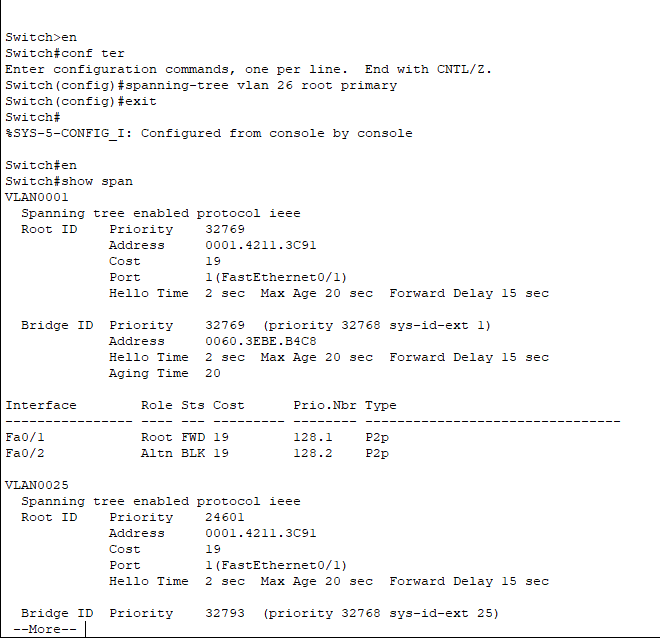 Switch>en
Switch#conf ter
Enter configuration commands, one per line.  End with CNTL/Z.
Switch(config)#spanning-tree vlan 26 root primary
Switch(config)#exit
Switch#
%SYS-5-CONFIG_I: Configured from console by console

Switch#en
Switch#show span
VLAN0001
  Spanning tree enabled protocol ieee
  Root ID    Priority    32769
             Address     0001.4211.3C91
             Cost        19
             Port        1(FastEthernet0/1)
             Hello Time  2 sec  Max Age 20 sec  Forward Delay 15 sec

  Bridge ID  Priority    32769  (priority 32768 sys-id-ext 1)
             Address     0060.3EBE.B4C8
             Hello Time  2 sec  Max Age 20 sec  Forward Delay 15 sec
             Aging Time  20

Interface        Role Sts Cost      Prio.Nbr Type
---------------- ---- --- --------- -------- --------------------------------
Fa0/1            Root FWD 19        128.1    P2p
Fa0/2            Altn BLK 19        128.2    P2p

VLAN0025
  Spanning tree enabled protocol ieee
  Root ID    Priority    24601
             Address     0001.4211.3C91
             Cost        19
             Port        1(FastEthernet0/1)
             Hello Time  2 sec  Max Age 20 sec  Forward Delay 15 sec

  Bridge ID  Priority    32793  (priority 32768 sys-id-ext 25)
 --More--